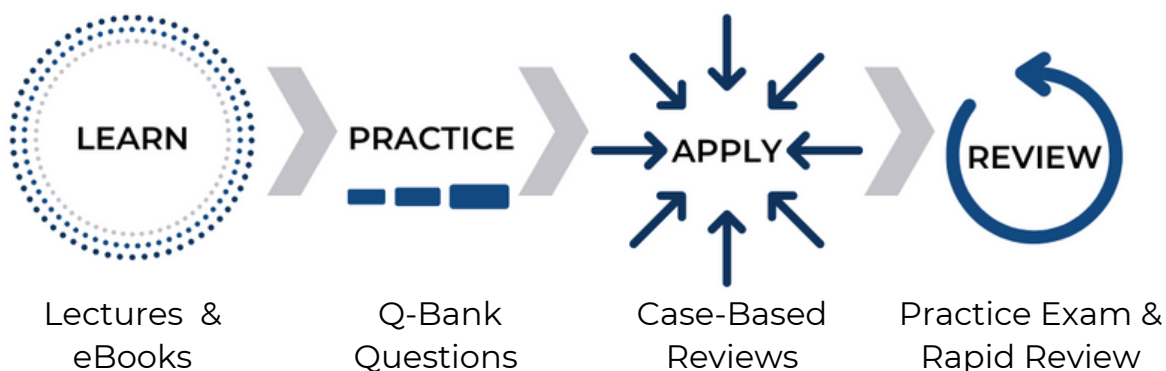 LEARN
PRACTICE
APPLY
REVIEW
Lectures &
eBooks
Q-Bank
Questions
Case-Based
Reviews
Practice Exam &
Rapid Review